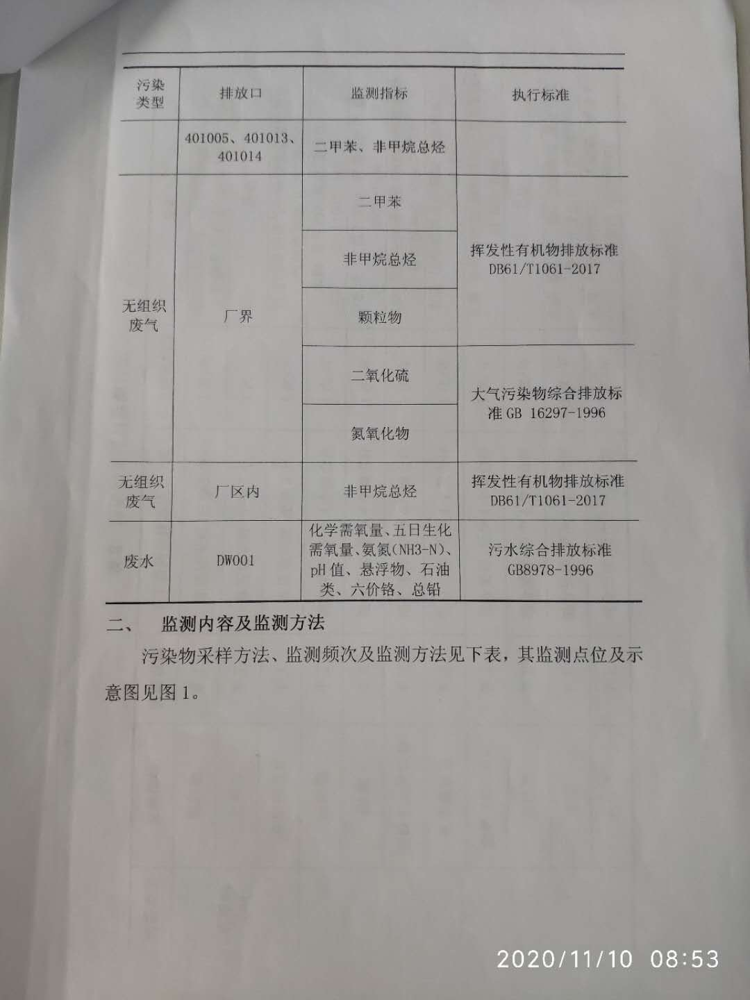 污染
类型
排放口
监测指标
执行标准
401005、401013、
401014
二甲苯、非甲烷总烃
无组织
废气
厂界
二甲苯
非甲烷总烃
颗粒物
挥发性有机物排放标准
DB61/T1061-2017
二氧化硫
氮氧化物
大气污染物综合排放标
准GB 16297-1996
无组织
废气
厂区内
非甲烷总烃
挥发性有机物排放标准
DB61/T1061-2017
废水
DW001
化学需氧量、五日生化
需氧量、氨氮(NH3-N)、
pH值、悬浮物、石油
类、六价铬、总铅
污水综合排放标准
GB8978-1996
二、 监测内容及监测方法
污染物采样方法、监测频次及监测方法见下表，其监测点位及示
意图见图1。
2020/11/10 08:53